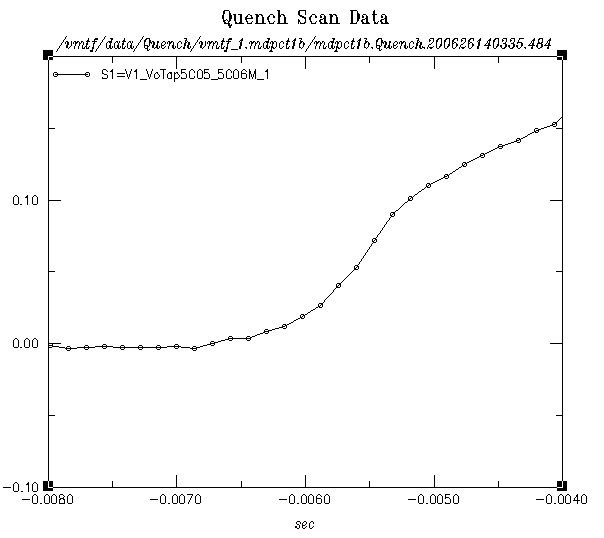 Quench Scan Data
/vmtf/data/Quench/vmtf_1.mdpct1b/mdpct1b.Quench.200626140335.484
S1=V1_VoTap5C05_5C06M_1
0.10
0.00
-0.10
-0.0080 -0.0070 -0.0060 -0.0050 -0.0040
sec